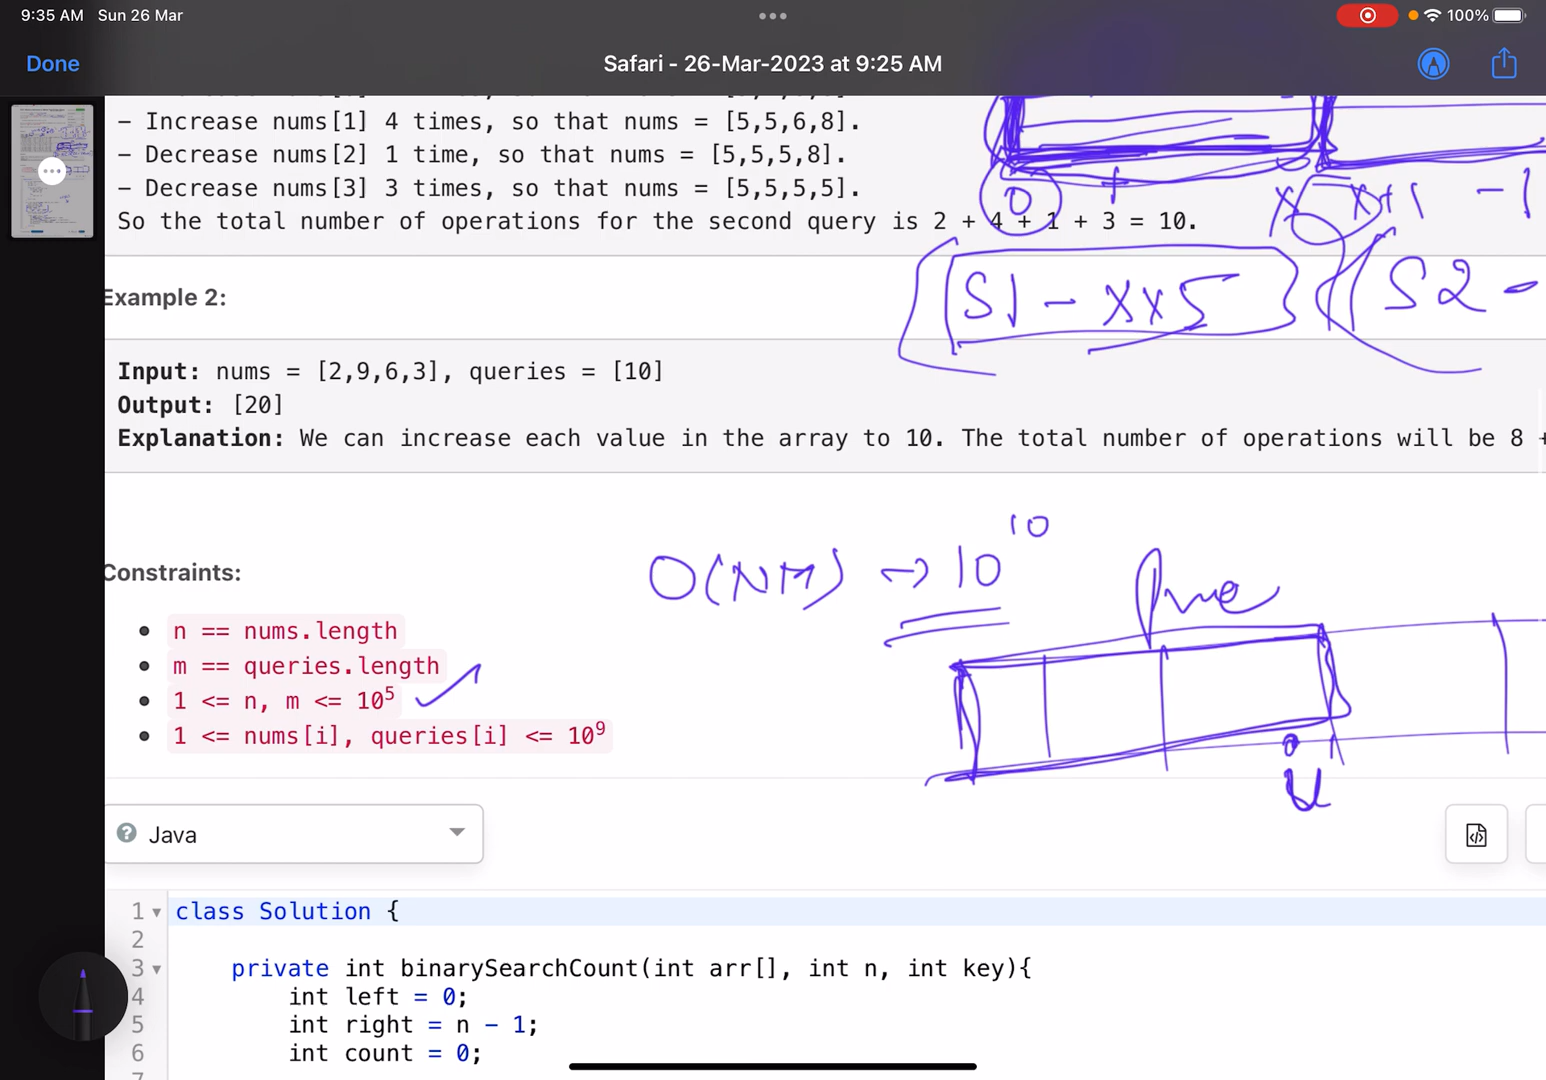 9:35 AM Sun 26 Mar
100%
Done
Safari - 26-Mar-2023 at 9:25 AM
– Increase nums[1] 4 times, so that nums = [5,5,6,8].
– Decrease nums[2] 1 time, so that nums = [5,5,5,8].
– Decrease nums[3] 3 times, so that nums = [5,5,5,5].
0 + x x+1 -1
So the total number of operations for the second query is 2 + 4 + 1 + 3 = 10.
S1 - x x 5
S2 -
Example 2:
Input: nums = [2,9,6,3], queries = [10]
Output: [20]
Explanation: We can increase each value in the array to 10. The total number of operations will be 8 +
O(NM) → 10^10
Constraints:
n == nums.length
m == queries.length
1 <= n, m <= 10^5
1 <= nums[i], queries[i] <= 10^9
Java
1 class Solution {
2
3 private int binarySearchCount(int arr[], int n, int key){
4 int left = 0;
5 int right = n – 1;
6 int count = 0;